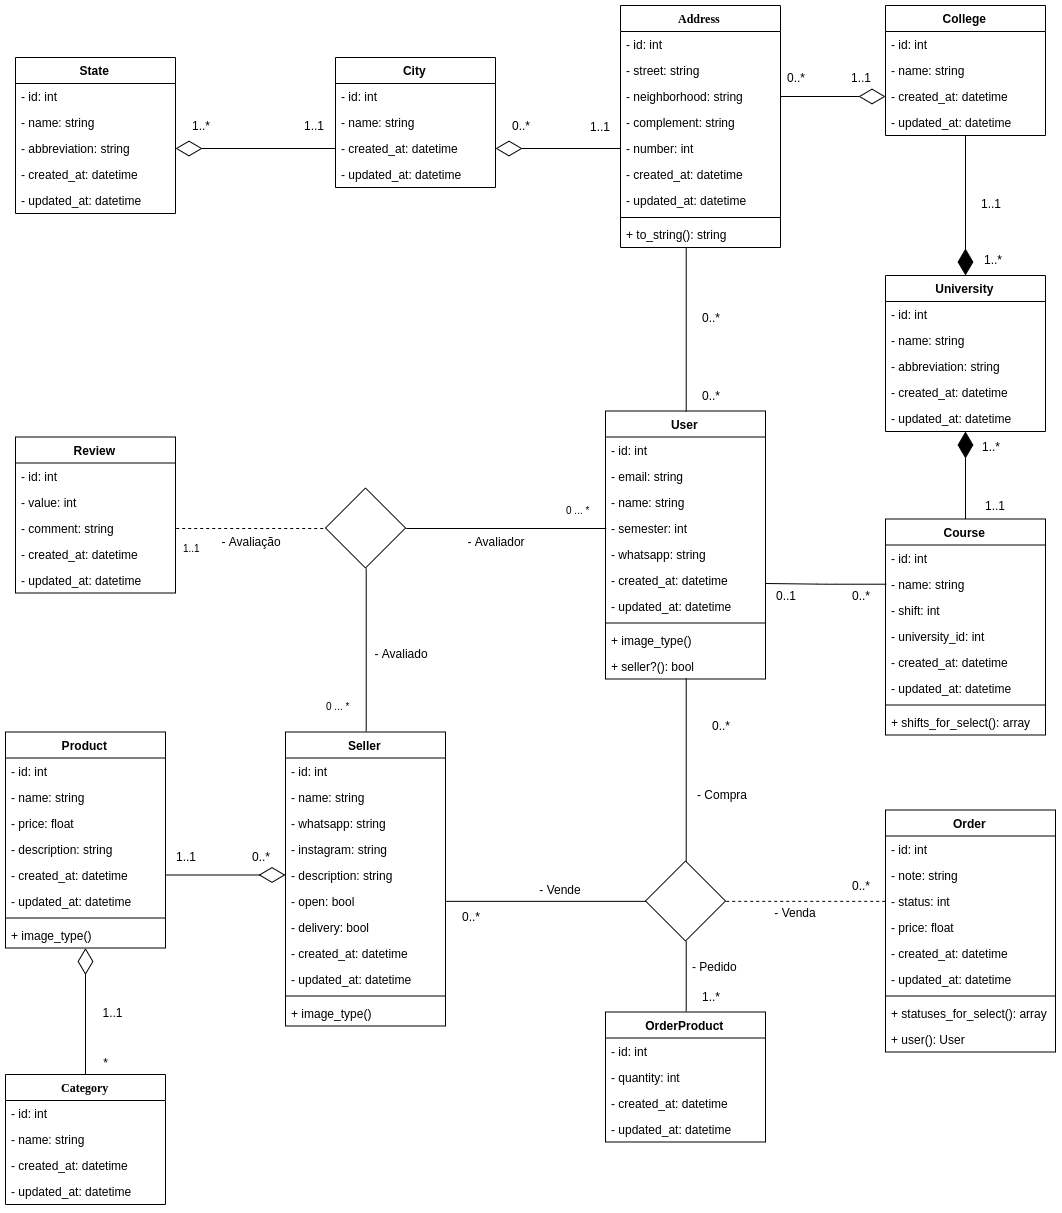 Address
- id: int
- street: string
- neighborhood: string
- complement: string
- number: int
- created_at: datetime
- updated_at: datetime
+ to_string(): string
College
- id: int
- name: string
- created_at: datetime
- updated_at: datetime
State
- id: int
- name: string
- abbreviation: string
- created_at: datetime
- updated_at: datetime
City
- id: int
- name: string
- created_at: datetime
- updated_at: datetime
1..*
1..1
0..*
1..1
0..*
1..1
1..1
1..*
University
- id: int
- name: string
- abbreviation: string
- created_at: datetime
- updated_at: datetime
0..*
0..*
1..*
1..1
Review
- id: int
- value: int
- comment: string
- created_at: datetime
- updated_at: datetime
1..1
- Avaliação
- Avaliador
0 ... *
User
- id: int
- email: string
- name: string
- semester: int
- whatsapp: string
- created_at: datetime
- updated_at: datetime
+ image_type()
+ seller?(): bool
0..1
0..*
Course
- id: int
- name: string
- shift: int
- university_id: int
- created_at: datetime
- updated_at: datetime
+ shifts_for_select(): array
- Avaliado
0 ... *
0..*
- Compra
Product
- id: int
- name: string
- price: float
- description: string
- created_at: datetime
- updated_at: datetime
+ image_type()
1..1
0..*
Seller
- id: int
- name: string
- whatsapp: string
- instagram: string
- description: string
- open: bool
- delivery: bool
- created_at: datetime
- updated_at: datetime
+ image_type()
- Vende
0..*
0..*
- Venda
Order
- id: int
- note: string
- status: int
- price: float
- created_at: datetime
- updated_at: datetime
+ statuses_for_select(): array
+ user(): User
- Pedido
1..*
OrderProduct
- id: int
- quantity: int
- created_at: datetime
- updated_at: datetime
1..1
*
Category
- id: int
- name: string
- created_at: datetime
- updated_at: datetime